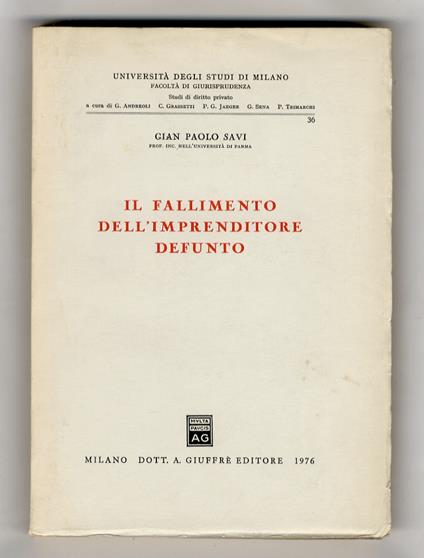 UNIVERSITÀ DEGLI STUDI DI MILANO
FACOLTÀ DI GIURISPRUDENZA
Studi di diritto privato
a cura di G. ANDREOLI C. GRASSETTI P. G. JAEGER G. SENA P. TRIMARCHI
36
GIAN PAOLO SAVI
PROF. INC. NELL'UNIVERSITÀ DI PARMA
IL FALLIMENTO
DELL'IMPRENDITORE
DEFUNTO
MVLTA
PAVCIS
AG
MILANO DOTT. A. GIUFFRÈ EDITORE 1976